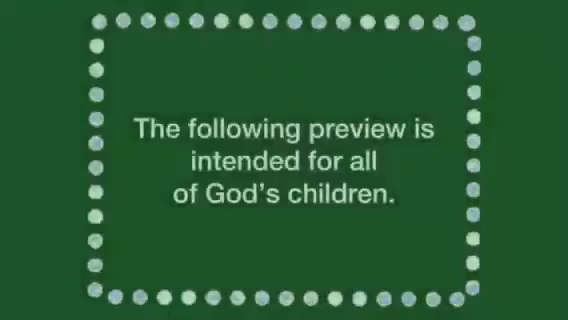 The following preview is
intended for all
of God's children.